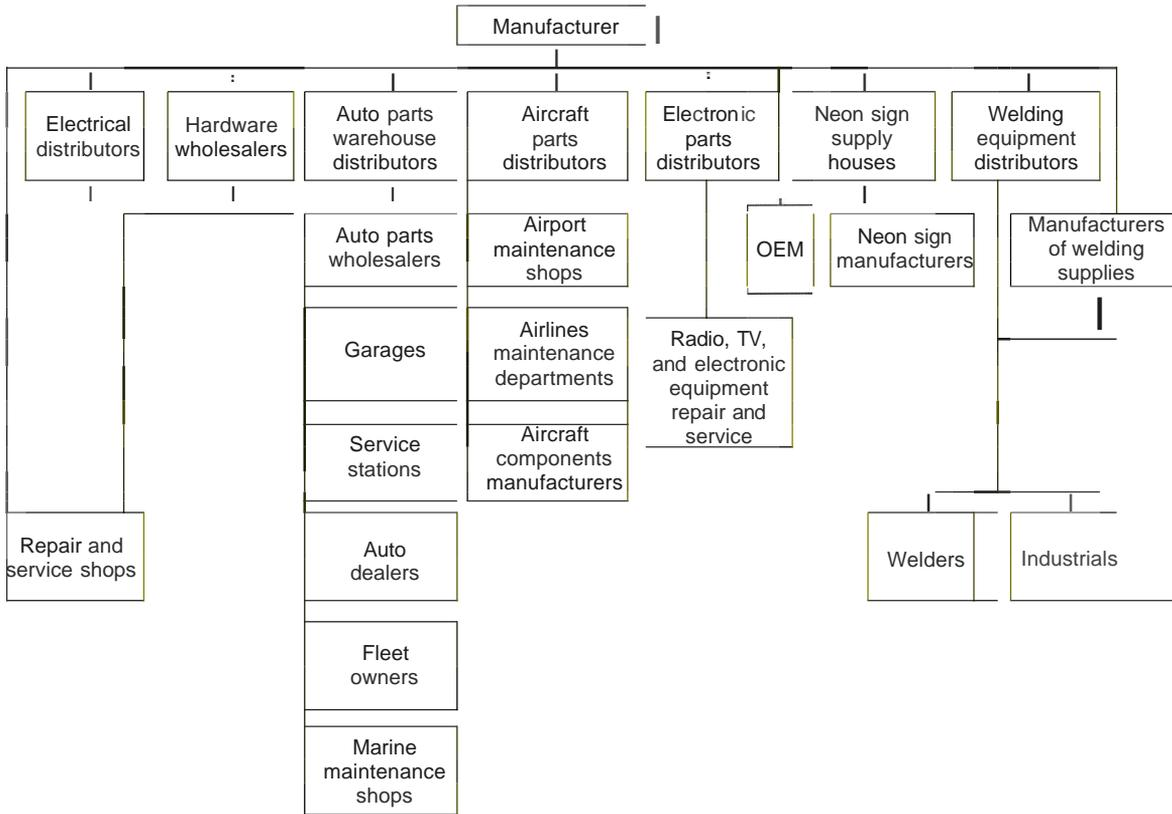 Manufacturer
Electrical
distributors
Hardware
wholesalers
Auto parts
warehouse
distributors
Aircraft
parts
distributors
Electronic
parts
distributors
Neon sign
supply
houses
Welding
equipment
distributors
Auto parts
wholesalers
Airport
maintenance
shops
OEM
Neon sign
manufacturers
Manufacturers
of welding
supplies
Garages
Airlines
maintenance
departments
Radio, TV,
and electronic
equipment
repair and
service
Service
stations
Aircraft
components
manufacturers
Repair and
service shops
Auto
dealers
Welders
Industrials
Fleet
owners
Marine
maintenance
shops